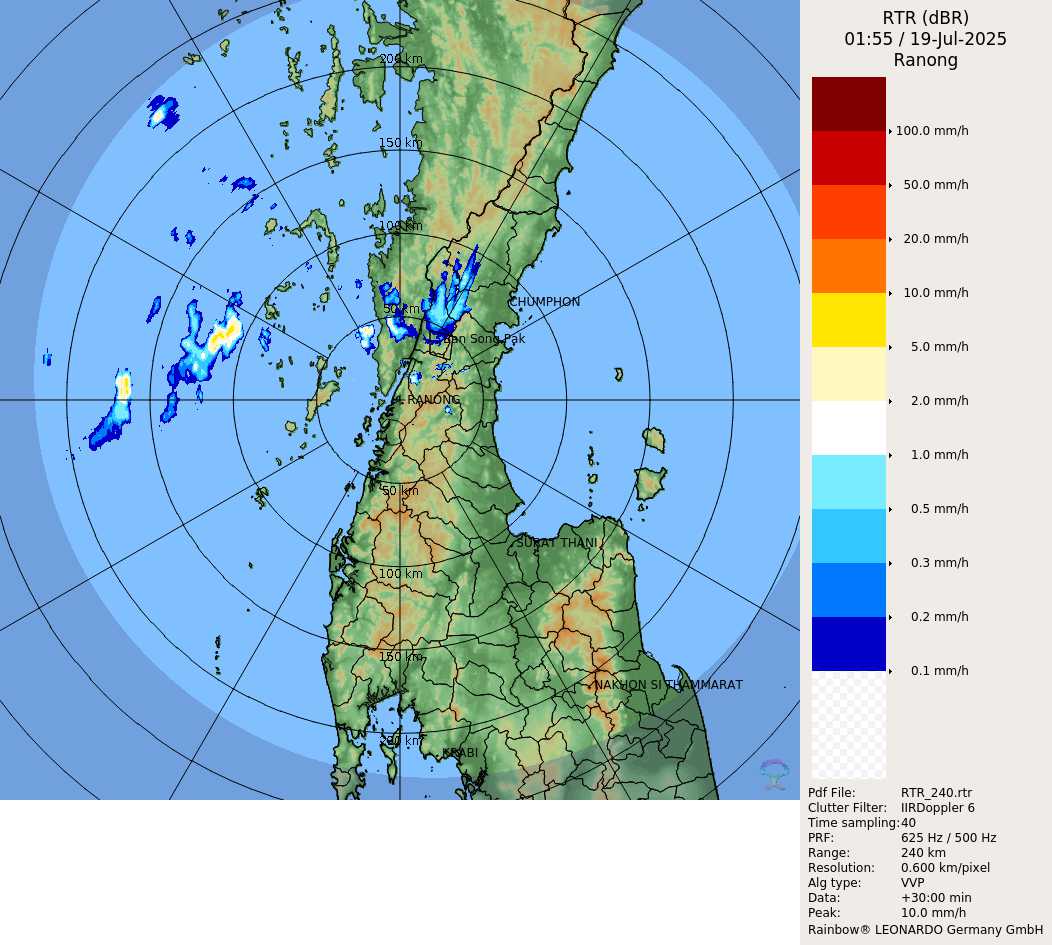 RTR (dBR)
01:55 / 19-Jul-2025
Ranong
200 km
150 km
100 km
50 km
CHUMPHON
Ban Song Pak
RANONG
50 km
SURAT THANI
100 km
150 km
NAKHON SI THAMMARAT
200 km
KRABI
100.0 mm/h
50.0 mm/h
20.0 mm/h
10.0 mm/h
5.0 mm/h
2.0 mm/h
1.0 mm/h
0.5 mm/h
0.3 mm/h
0.2 mm/h
0.1 mm/h
Pdf File: RTR_240.rtr
Clutter Filter: IIRDoppler 6
Time sampling:40
PRF: 625 Hz / 500 Hz
Range: 240 km
Resolution: 0.600 km/pixel
Alg type: VVP
Data: +30:00 min
Peak: 10.0 mm/h
Rainbow® LEONARDO Germany GmbH